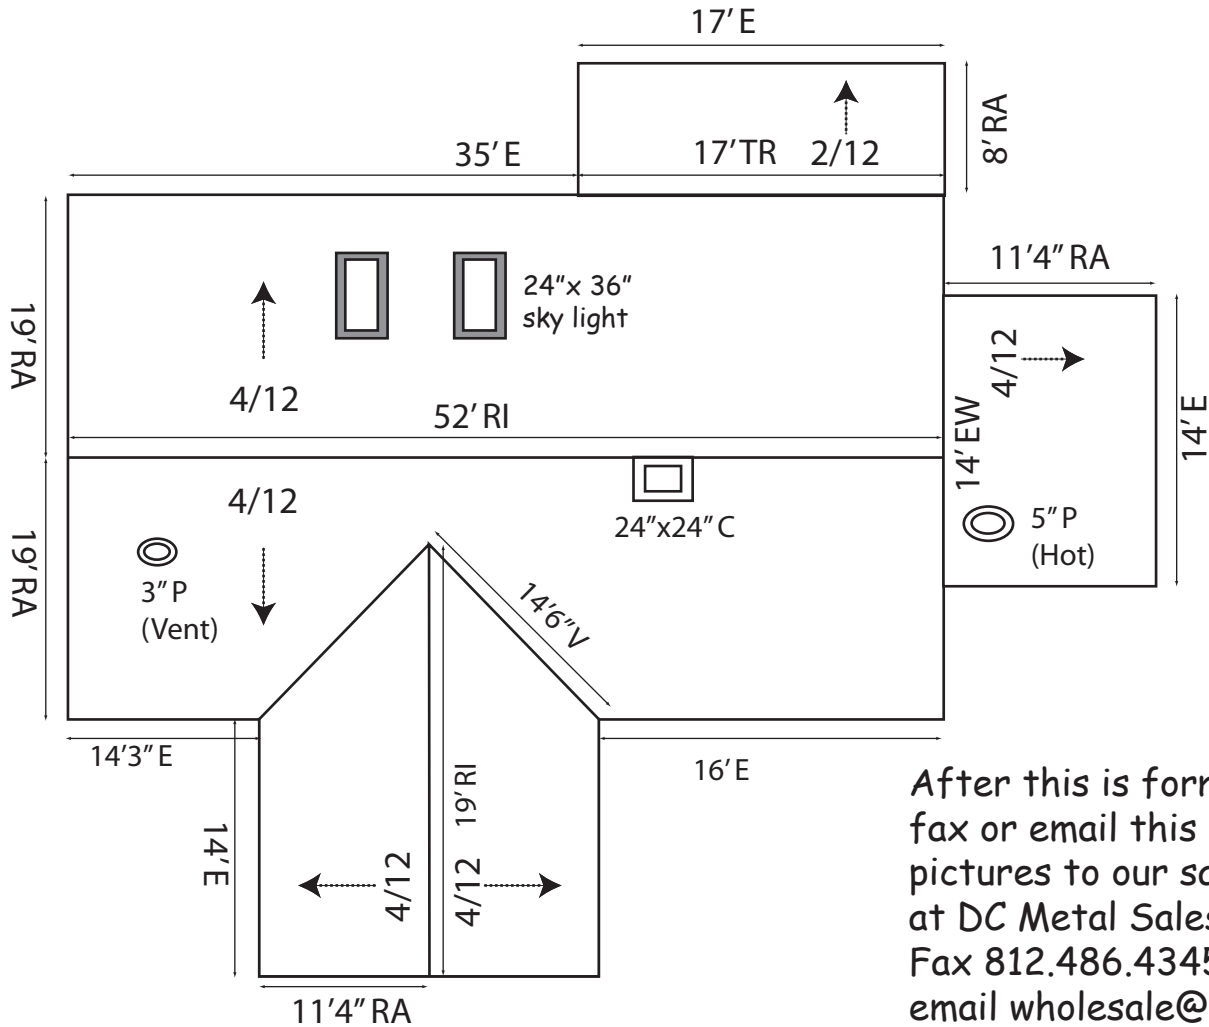 17' E
35' E
17' TR 2/12
8' RA
11'4" RA
24"x 36"
sky light
19' RA
4/12
4/12
52' RI
14' EW
14' E
4/12
24"x24" C
5" P
(Hot)
3" P
(Vent)
19' RA
14'6" V
14'3" E
16' E
19' RI
14' E
4/12
4/12
11'4" RA
After this is
fax or email this
pictures to our
at DC Metal Sales
Fax 812.486.4345
email wholesale@